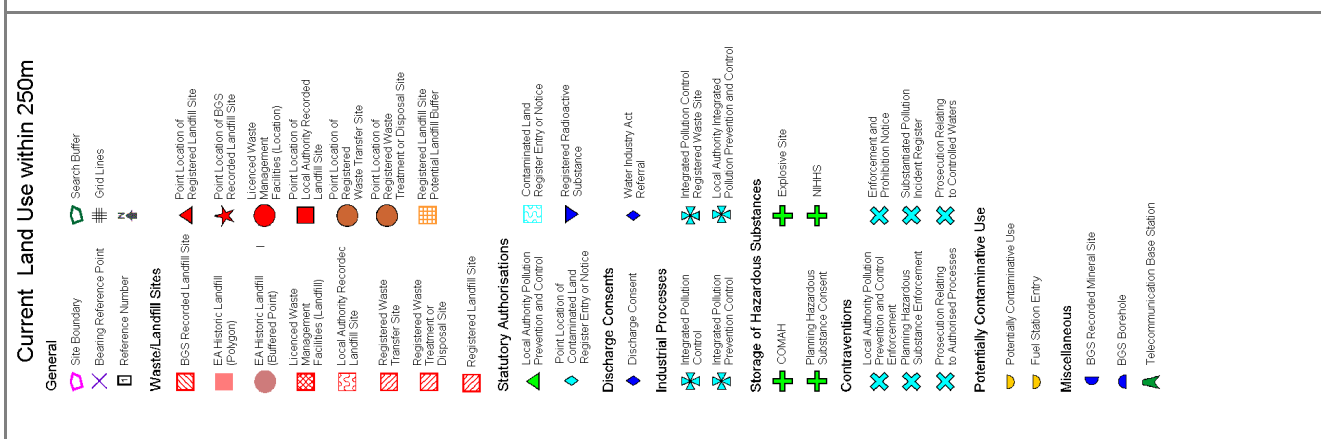 Current Land Use within 250m
General
Site Boundary
Search Buffer
Bearing Reference Point
Grid Lines
1
Reference Number
N
Waste/Landfill Sites
BGS Recorded Landfill Site
Point Location of
Registered Landfill Site
EA Historic Landfill
(Polygon)
Point Location of BGS
Recorded Landfill Site
EA Historic Landfill
(Buffered Point)
Licenced Waste
Management
Facilities (Location)
Licenced Waste
Management
Facilities (Landfill)
Point Location of
Local Authority Recorded
Landfill Site
Local Authority Recorded
Landfill Site
Point Location of
Registered
Waste Transfer Site
Registered Waste
Transfer Site
Point Location of
Registered Waste
Treatment or Disposal Site
Registered Waste
Treatment or
Disposal Site
Registered Landfill Site
Potential Landfill Buffer
Registered Landfill Site
Statutory Authorisations
Local Authority Pollution
Prevention and Control
Contaminated Land
Register Entry or Notice
Point Location of
Contaminated Land
Register Entry or Notice
Registered Radioactive
Substance
Discharge Consents
Discharge Consent
Water Industry Act
Referral
Industrial Processes
Integrated Pollution
Control
Integrated Pollution Control
Registered Waste Site
Integrated Pollution
Prevention Control
Local Authority Integrated
Pollution Prevention and Control
Storage of Hazardous Substances
COMAH
Explosive Site
Planning Hazardous
Substance Consent
NIHHS
Contraventions
Local Authority Pollution
Prevention and Control
Enforcement
Enforcement and
Prohibition Notice
Planning Hazardous
Substance Enforcement
Substantiated Pollution
Incident Register
Prosecution Relating
to Authorised Processes
Prosecution Relating
to Controlled Waters
Potentially Contaminative Use
Potentially Contaminative Use
Fuel Station Entry
Miscellaneous
BGS Recorded Mineral Site
BGS Borehole
Telecommunication Base Station